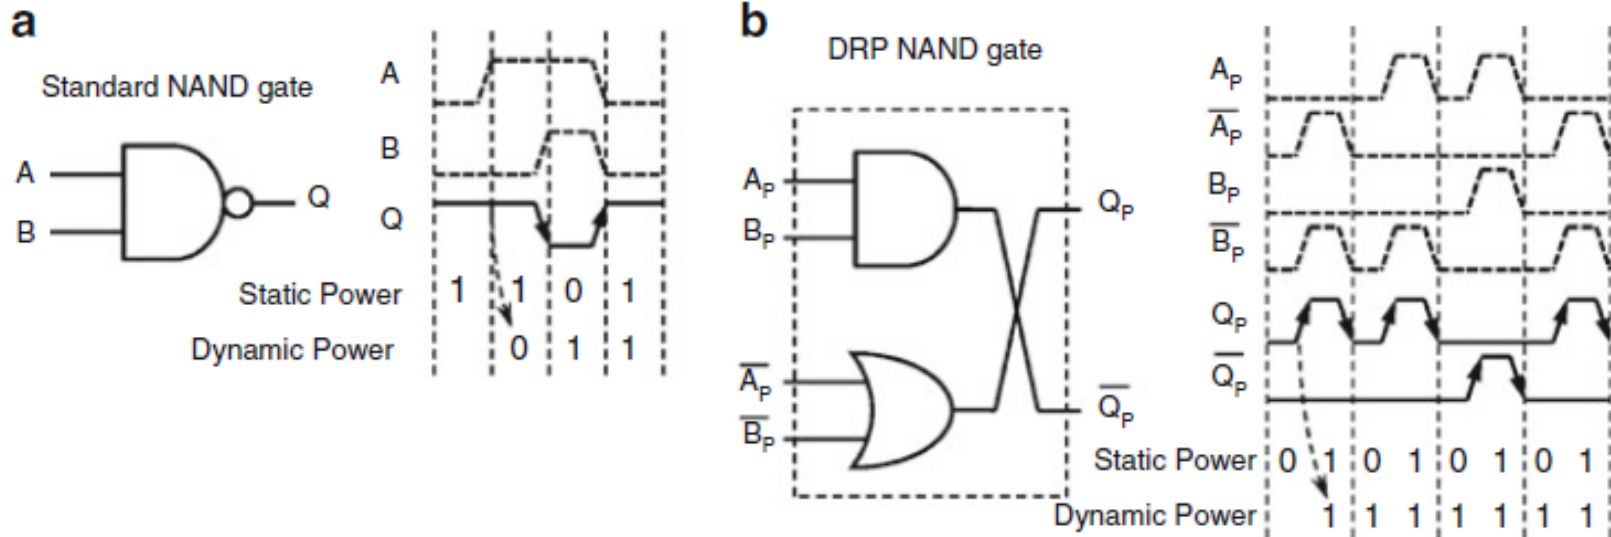 a
Standard NAND gate
A
B
Q
A
B
Q
Static Power 1 1 0 1
Dynamic Power 0 1 1
b
DRP NAND gate
A_P
B_P
A̅_P
B̅_P
Q_P
Q̅_P
A_P
A̅_P
B_P
B̅_P
Q_P
Q̅_P
Static Power 0 1 0 1 0 1 0 1
Dynamic Power 1 1 1 1 1 1 1